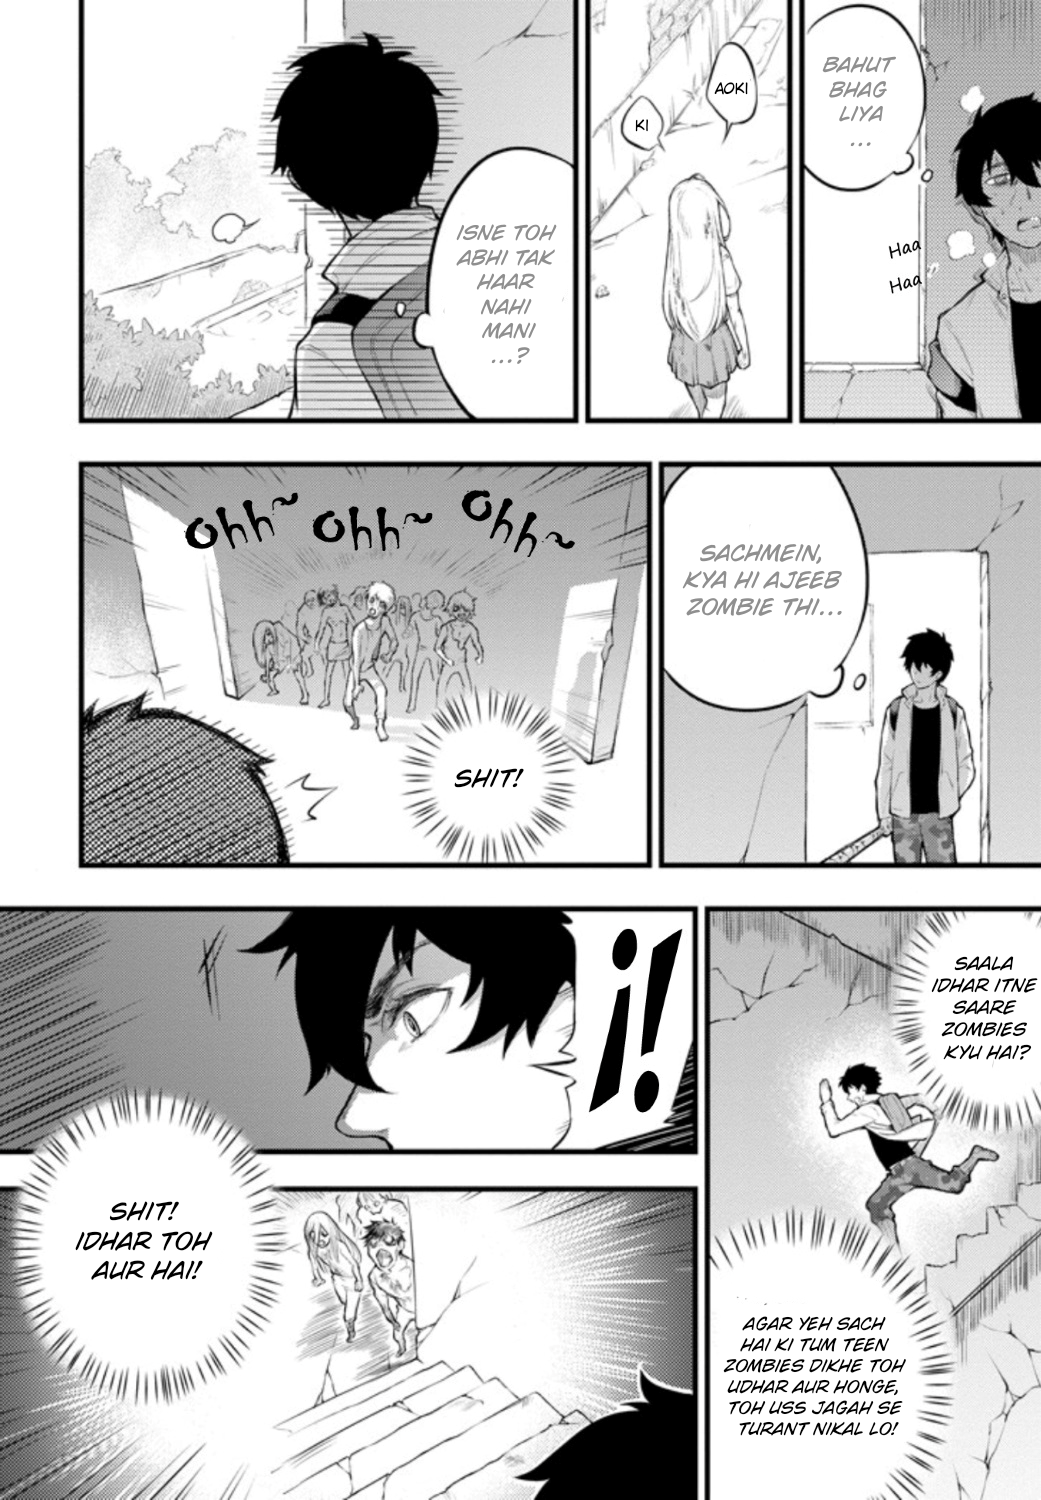 BAHUT
BHAG
LIYA
...
Haa
Haa
AOKI
KI
ISNE TOH
ABHI TAK
HAAR
NAHI
MANI
...?
SACHMEIN,
KYA HI AJEEB
ZOMBIE THI...
Ohh~ Ohh~ Ohh~
SHIT!
SAALA
IDHAR ITNE
SAARE
ZOMBIES
KYU HAI?
AGAR YEH SACH
HAI KI TUM TEEN
ZOMBIES DIKHE TOH
UDHAR AUR HONGE,
TOH USS JAGAH SE
TURANT NIKAL LO!
¡!
SHIT!
IDHAR TOH
AUR HAI!